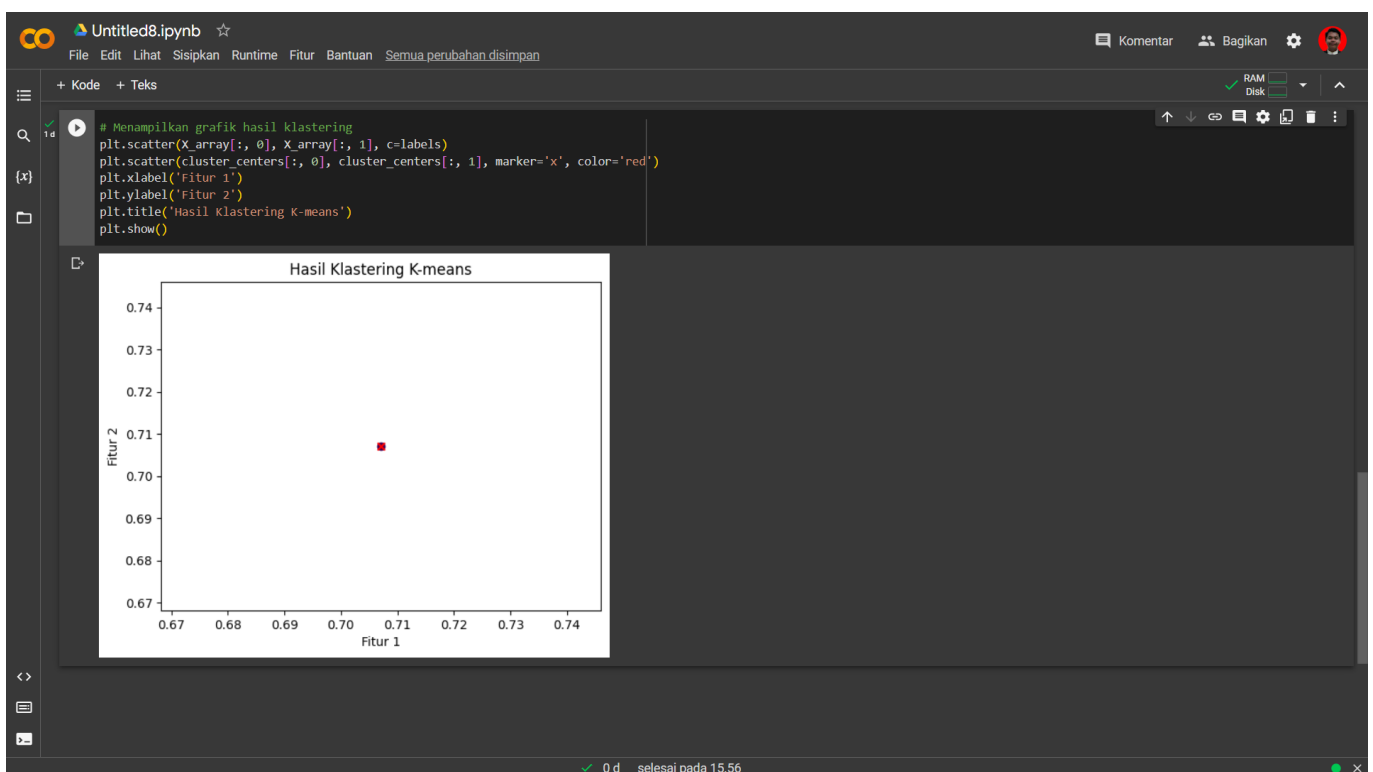 Untitled8.ipynb
File Edit Lihat Sisipkan Runtime Fitur Bantuan Semua perubahan disimpan
Komentar
Bagikan
+ Kode + Teks
RAM
Disk
1 d
# Menampilkan grafik hasil klastering
plt.scatter(X_array[:, 0], X_array[:, 1], c=labels)
plt.scatter(cluster_centers[:, 0], cluster_centers[:, 1], marker='x', color='red')
plt.xlabel('Fitur 1')
plt.ylabel('Fitur 2')
plt.title('Hasil Klastering K-means')
plt.show()
{x}
Hasil Klastering K-means
0.74
0.73
0.72
0.71
0.70
0.69
0.68
0.67
Fitur 2
0.67 0.68 0.69 0.70 0.71 0.72 0.73 0.74
Fitur 1
0 d selesai pada 15.56